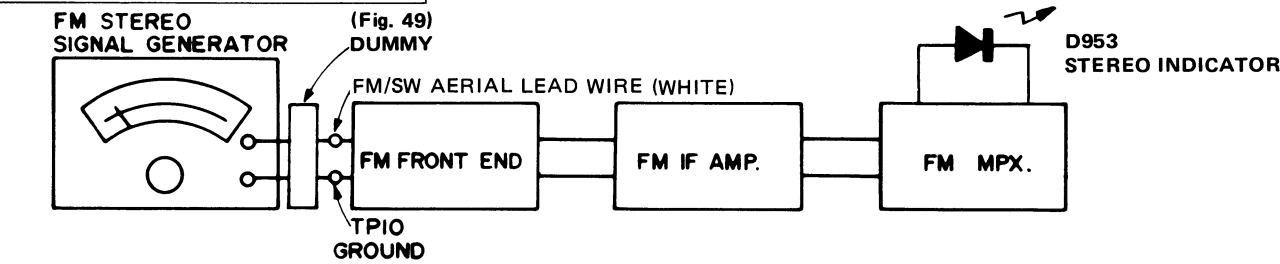 FM STEREO
SIGNAL GENERATOR
(Fig. 49)
DUMMY
FM/SW AERIAL LEAD WIRE (WHITE)
D953
STEREO INDICATOR
FM FRONT END
FM IF AMP.
FM MPX.
TP10
GROUND